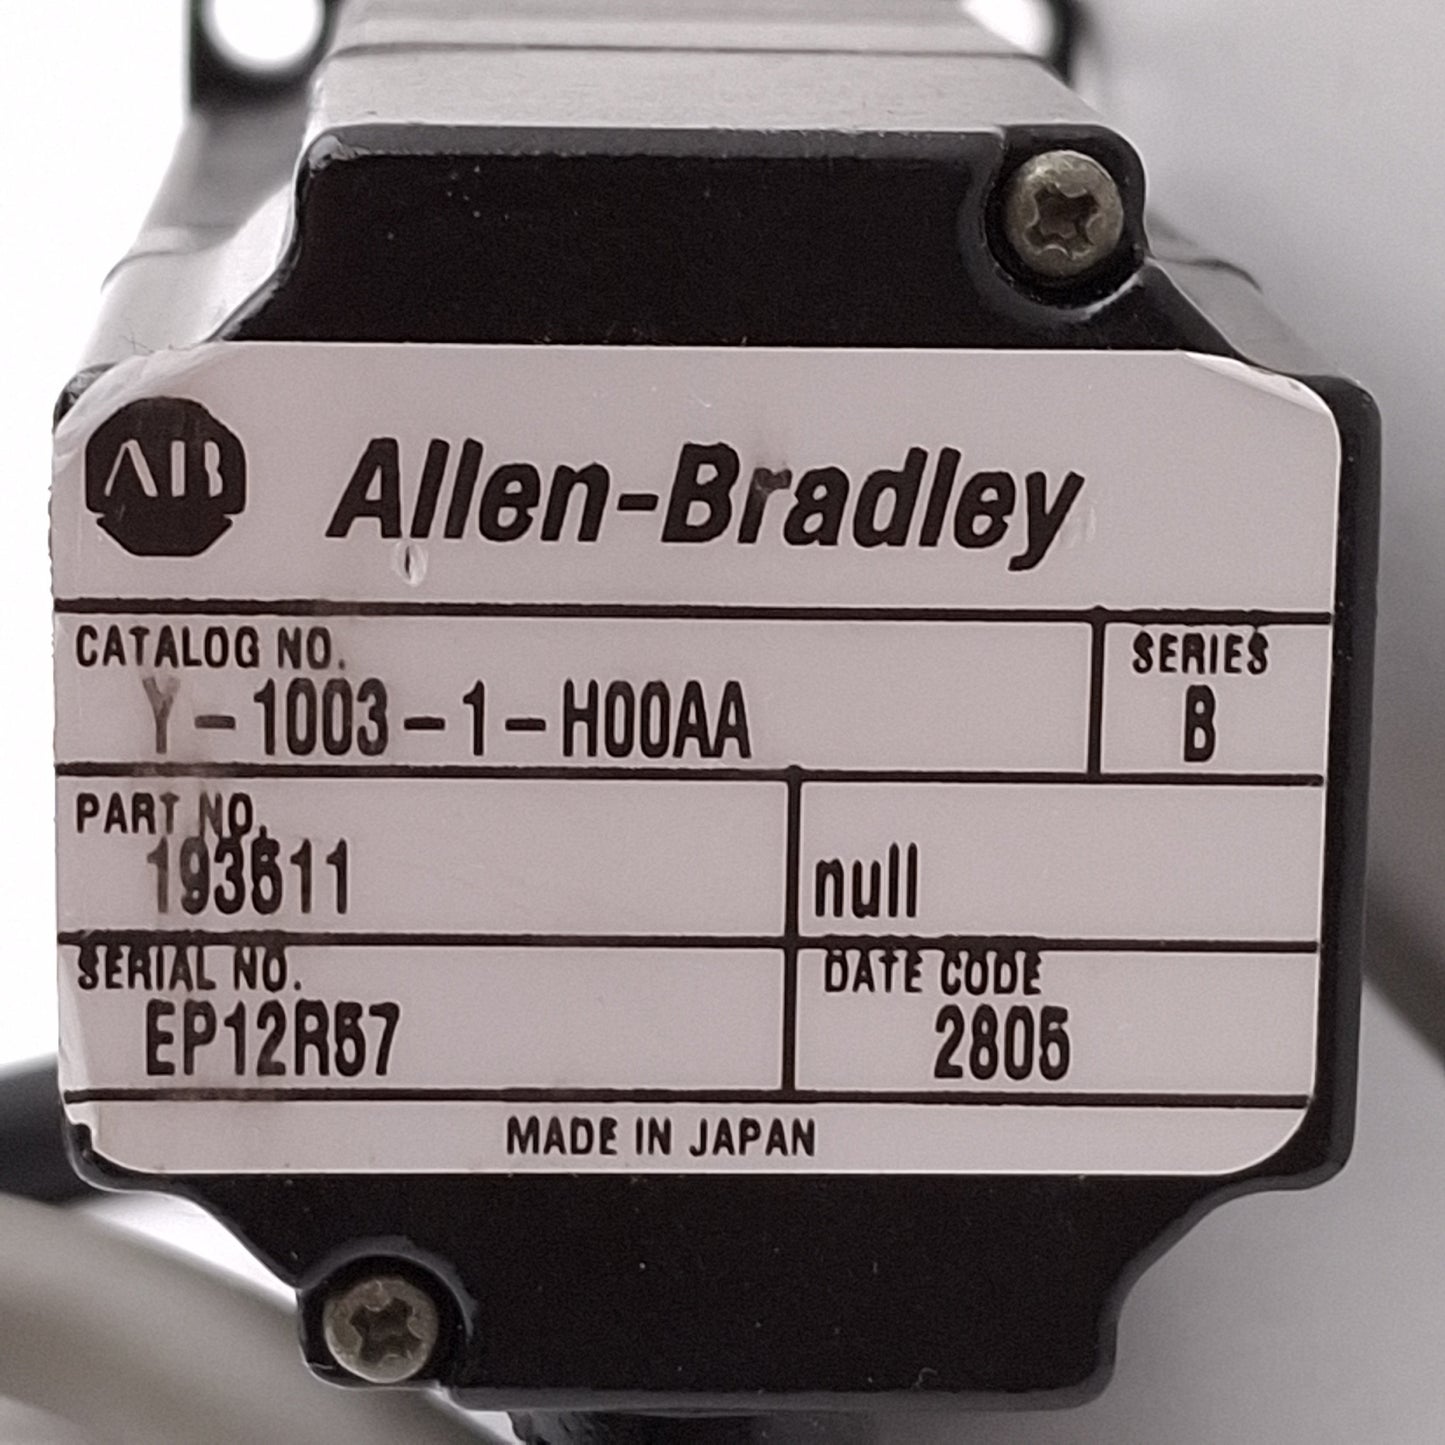 AB Allen-Bradley
CATALOG NO.
Y-1003-1-H00AA
SERIES
B
PART NO.
193511
null
SERIAL NO.
EP12R57
DATE CODE
2805
MADE IN JAPAN